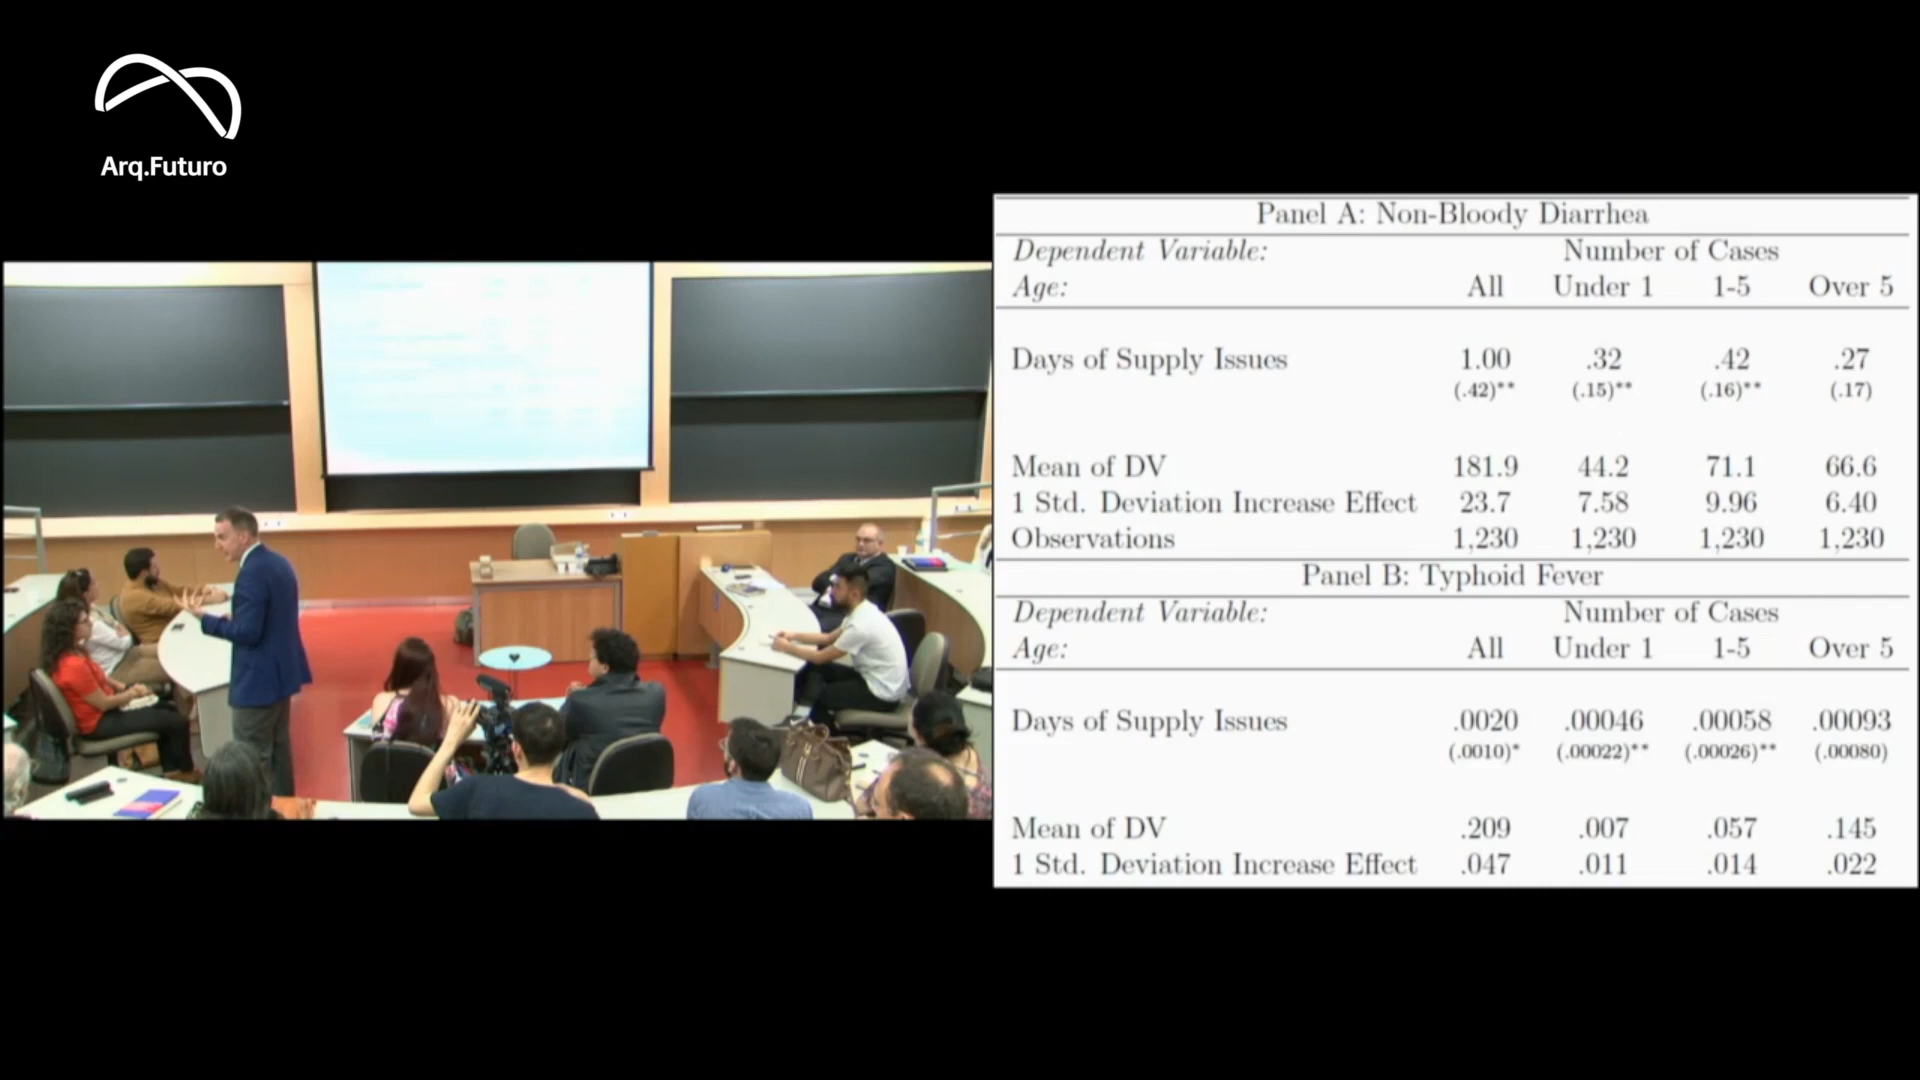 Arq.Futuro
Panel A: Non-Bloody Diarrhea
Dependent Variable: Number of Cases
Age: All Under 1 1-5 Over 5
Days of Supply Issues 1.00 .32 .42 .27
(.42)** (.15)** (.16)** (.17)
Mean of DV 181.9 44.2 71.1 66.6
1 Std. Deviation Increase Effect 23.7 7.58 9.96 6.40
Observations 1,230 1,230 1,230 1,230
Panel B: Typhoid Fever
Dependent Variable: Number of Cases
Age: All Under 1 1-5 Over 5
Days of Supply Issues .0020 .00046 .00058 .00093
(.0010)* (.00022)** (.00026)** (.00080)
Mean of DV .209 .007 .057 .145
1 Std. Deviation Increase Effect .047 .011 .014 .022